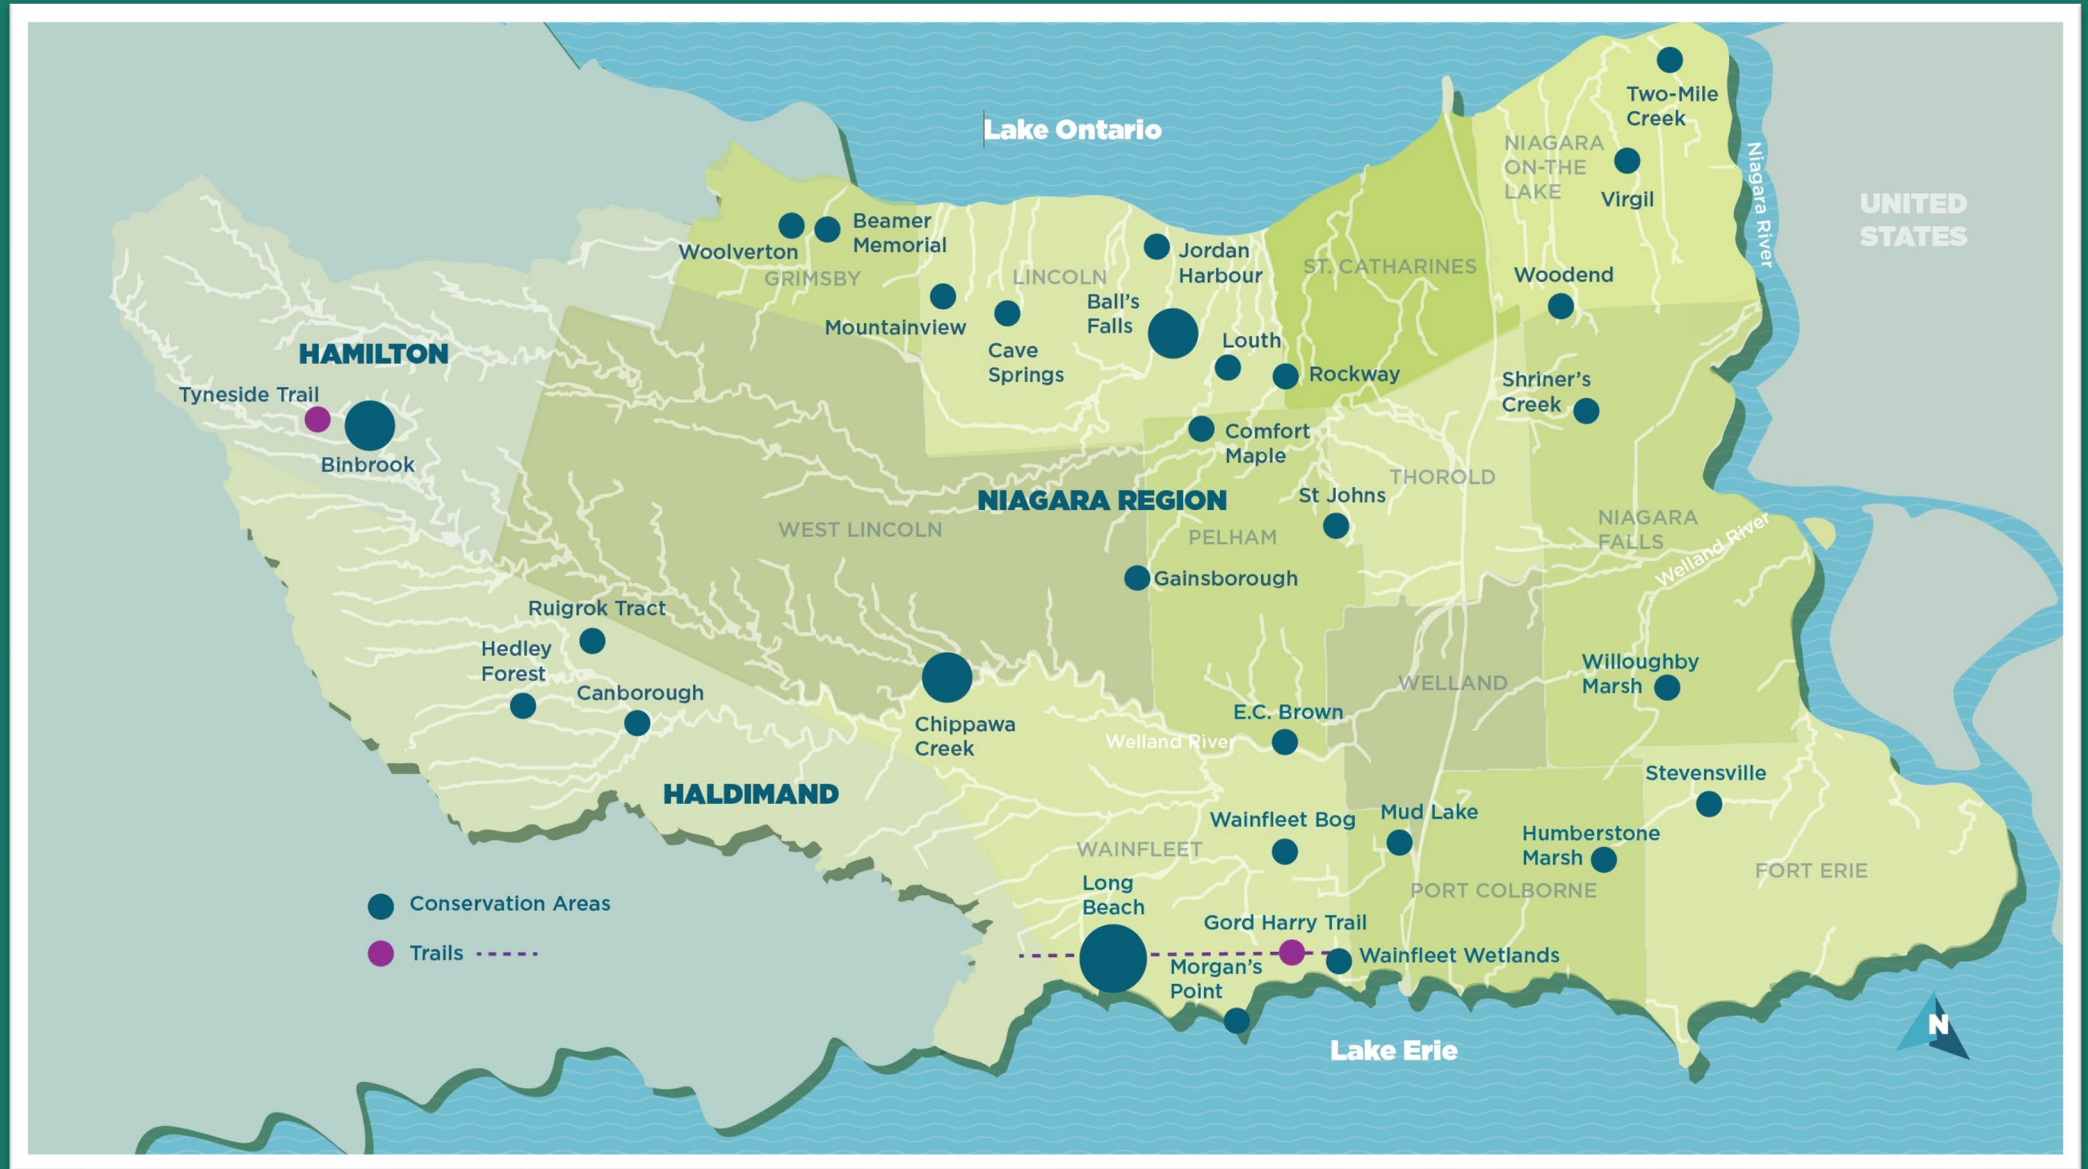 Lake Ontario
Two-Mile
Creek
NIAGARA
ON-THE
LAKE
Virgil
Niagara River
UNITED
STATES
Woolverton
Beamer
Memorial
GRIMSBY
Mountainview
LINCOLN
Cave
Springs
Jordan
Harbour
Ball's
Falls
Louth
Rockway
ST. CATHARINES
Woodend
HAMILTON
Tyneside Trail
Binbrook
Shriner's
Creek
Comfort
Maple
THOROLD
NIAGARA REGION
St Johns
WEST LINCOLN
PELHAM
NIAGARA
FALLS
Welland River
Gainsborough
Ruigrok Tract
Hedley
Forest
Canborough
Chippawa
Creek
WELLAND
Willoughby
Marsh
E.C. Brown
Welland River
HALDIMAND
Stevensville
Wainfleet Bog
Mud Lake
Humberstone
Marsh
WAINFLEET
FORT ERIE
PORT COLBORNE
Long
Beach
Gord Harry Trail
Wainfleet Wetlands
Morgan's
Point
Conservation Areas
Trails
Lake Erie
N